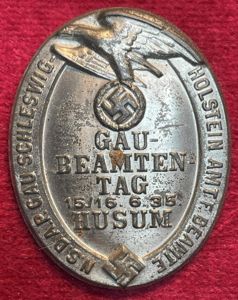 N.S.D.A.P. GAU SCHLESWIG-HOLSTEIN AMT F. BEAMTE
GAU-
BEAMTEN-
TAG
15./16. 6. 35.
HUSUM